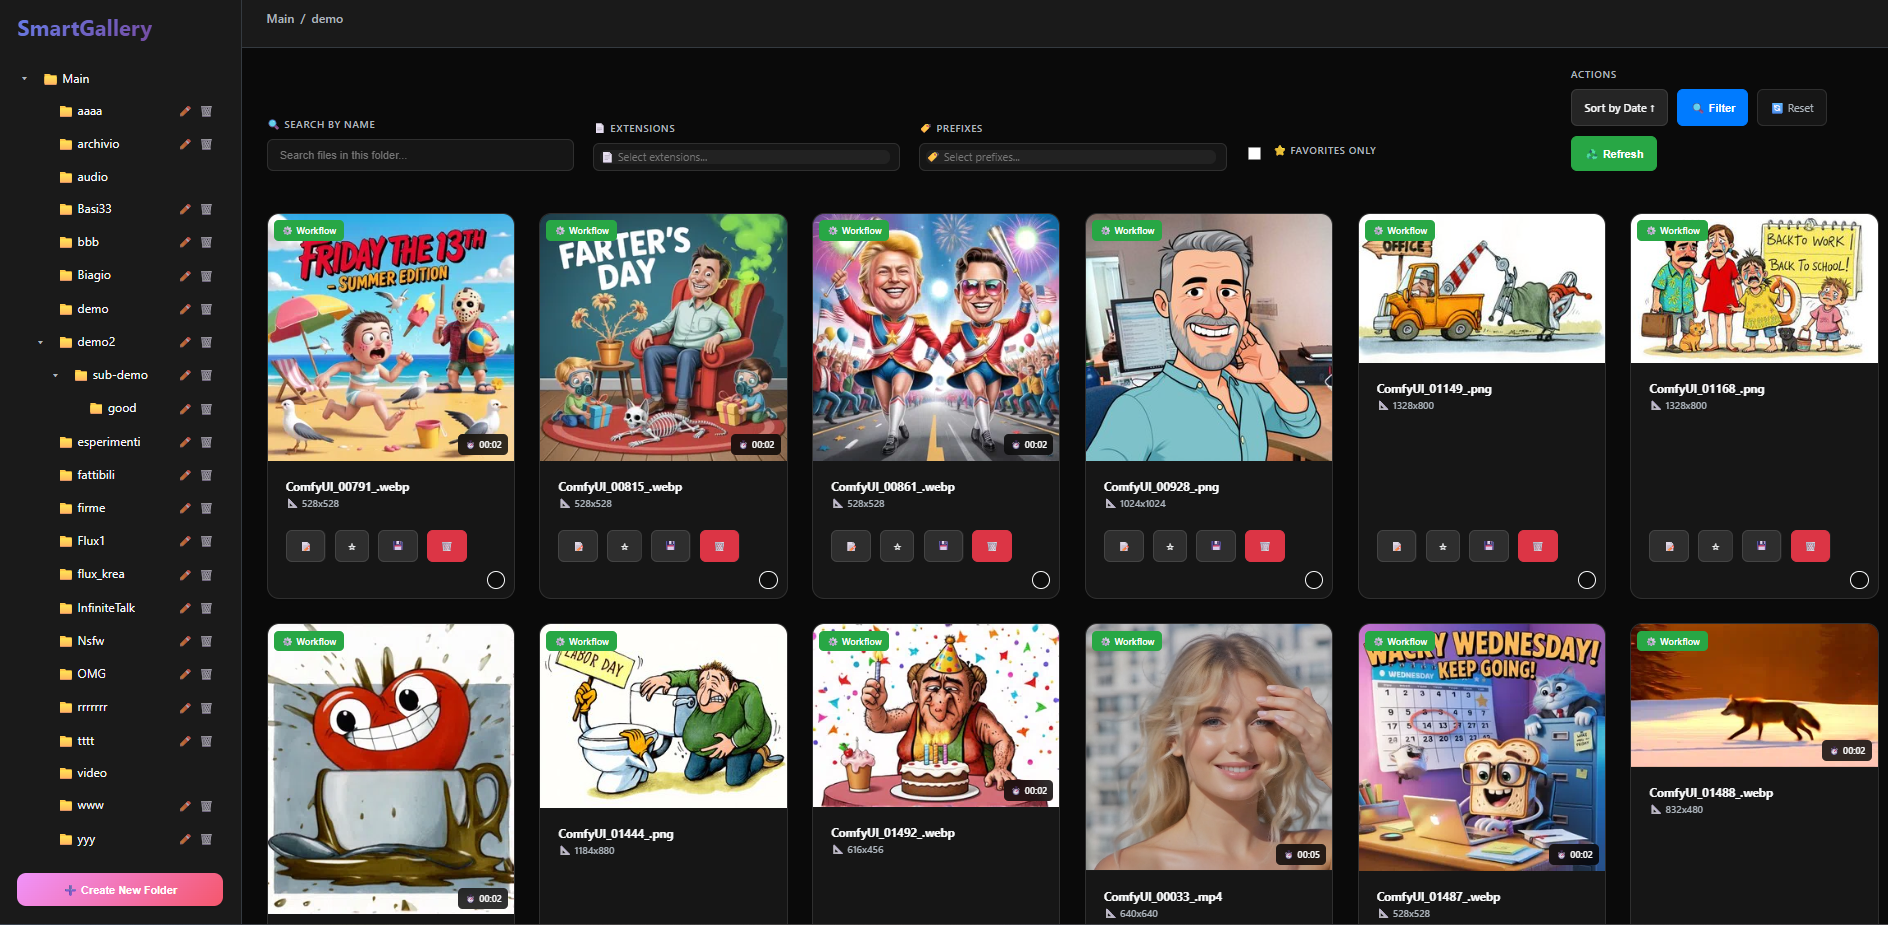 SmartGallery
Main
aaaa
archivio
audio
Basi33
bbb
Biagio
demo
demo2
sub-demo
good
esperimenti
fattibili
firme
Flux1
flux_krea
InfiniteTalk
Nsfw
OMG
rrrrrrr
tttt
video
www
yyy
Create New Folder
Main / demo
SEARCH BY NAME
Search files in this folder...
EXTENSIONS
Select extensions...
PREFIXES
Select prefixes...
FAVORITES ONLY
ACTIONS
Sort by Date ↑
Filter
Reset
Refresh
Workflow
FRIDAY THE 13TH
- SUMMER EDITION
00:02
ComfyUI_00791_.webp
528x528
Workflow
FARTER'S
DAY
00:02
ComfyUI_00815_.webp
528x528
Workflow
00:02
ComfyUI_00861_.webp
528x528
Workflow
ComfyUI_00928_.png
1024x1024
Workflow
OFFICE
ComfyUI_01149_.png
1328x800
Workflow
BACK TO WORK!
BACK TO SCHOOL!
ComfyUI_01168_.png
1328x800
Workflow
00:02
Workflow
LABOR DAY
ComfyUI_01444_.png
1184x880
Workflow
00:02
ComfyUI_01492_.webp
616x456
Workflow
00:05
ComfyUI_00033_.mp4
640x640
Workflow
WACKY WEDNESDAY!
KEEP GOING!
WEDNESDAY
00:02
ComfyUI_01487_.webp
528x528
Workflow
00:02
ComfyUI_01488_.webp
832x480